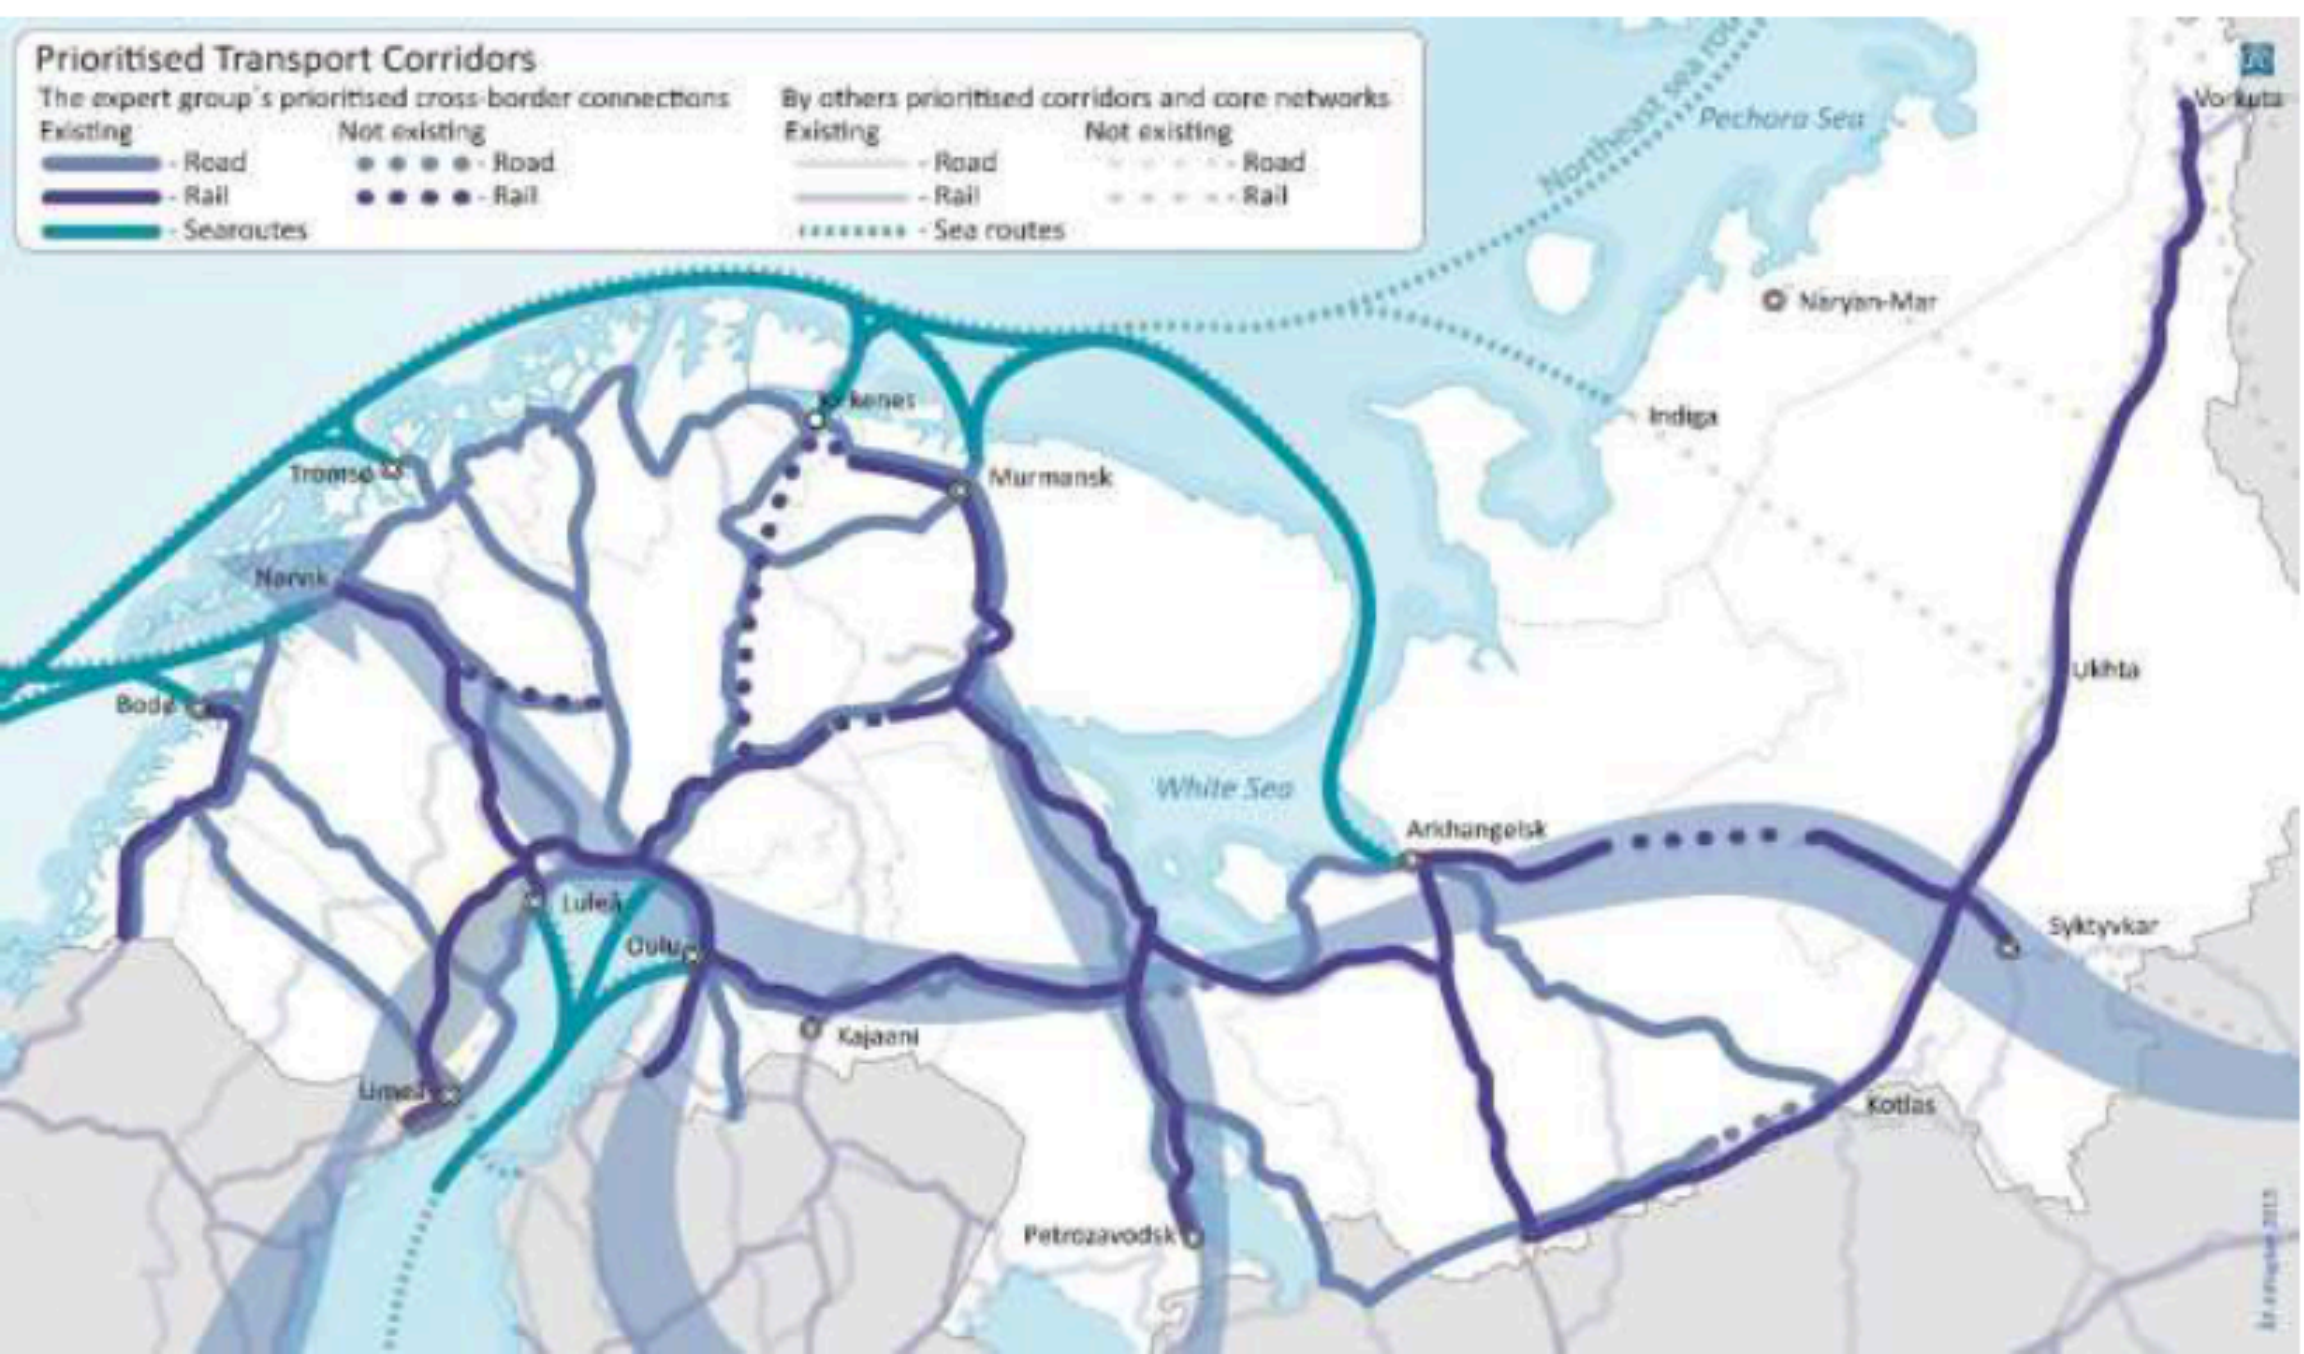 Prioritised Transport Corridors
The expert group´s prioritised cross-border connections
Existing
Not existing
- Road
- Road
- Rail
- Rail
- Searoutes
By others prioritised corridors and core networks
Existing
Not existing
- Road
- Road
- Rail
- Rail
- Sea routes
Northeast sea route
Pechora Sea
Vorkuta
Naryan-Mar
Indiga
Kirkenes
Tromsø
Murmansk
Narvik
Ukhta
Bodø
White Sea
Arkhangelsk
Luleå
Oulu
Syktyvkar
Kajaani
Umeå
Kotlas
Petrozavodsk